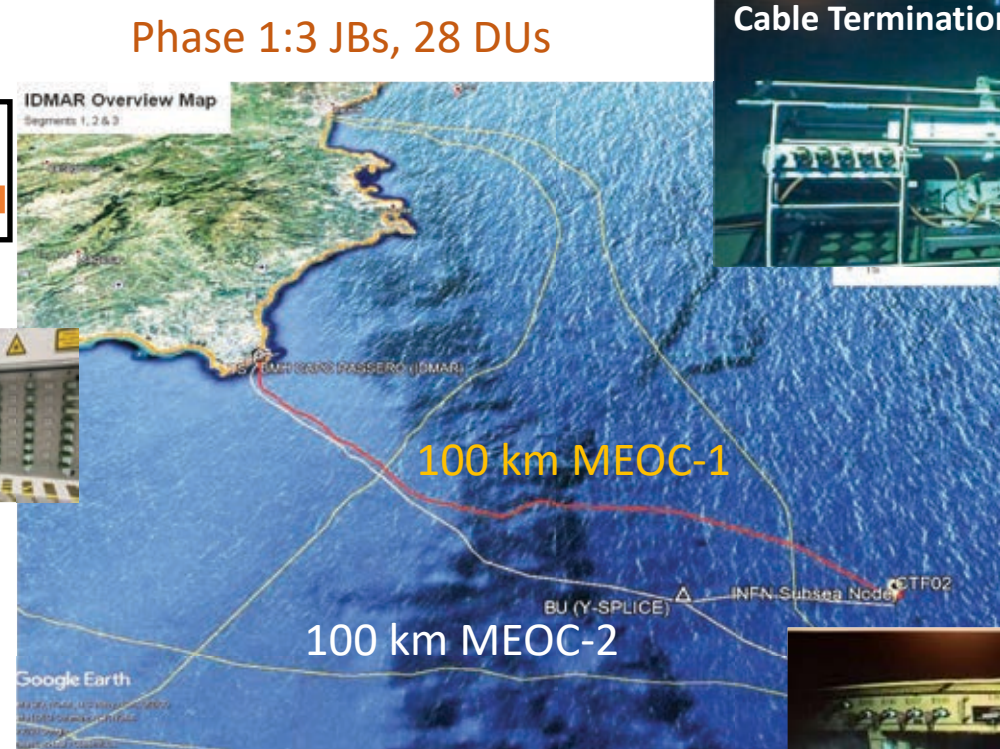 Phase 1:3 JBs, 28 DUs
Cable Termination
IDMAR Overview Map
Segments 1, 2 & 3
CAPO PASSERO (IDMAR)
100 km MEOC-1
CTF02
INFN Subsea Node
BU (Y-SPLICE)
100 km MEOC-2
Google Earth